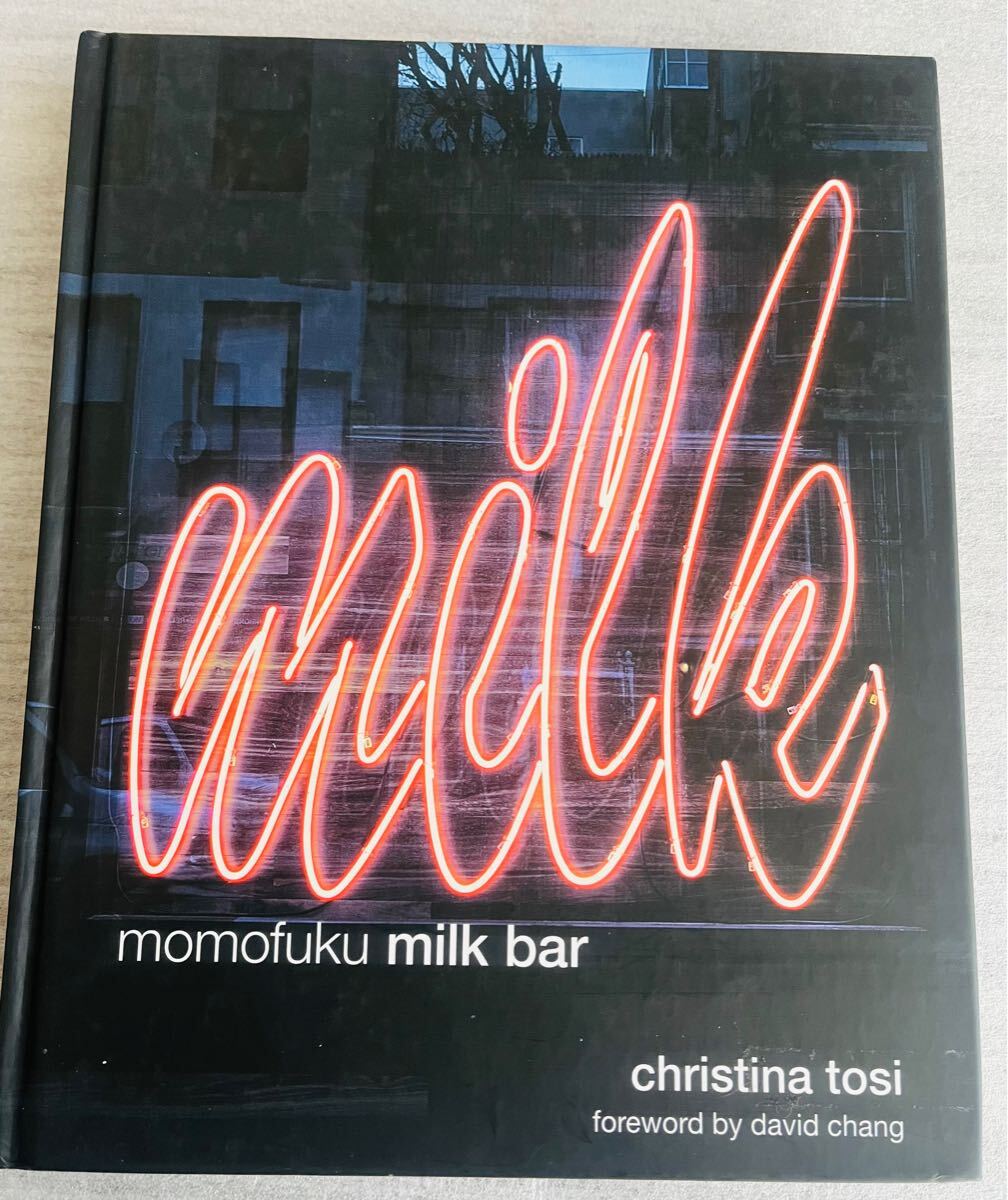 milk
momofuku milk bar
christina tosi
foreword by david chang